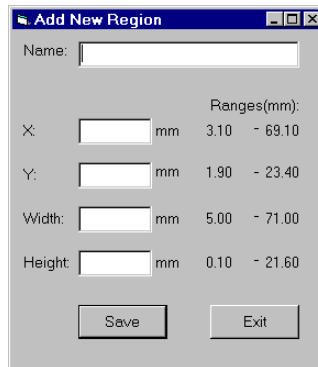 Add New Region
Name:
Ranges(mm):
X: mm 3.10 - 69.10
Y: mm 1.90 - 23.40
Width: mm 5.00 - 71.00
Height: mm 0.10 - 21.60
Save Exit